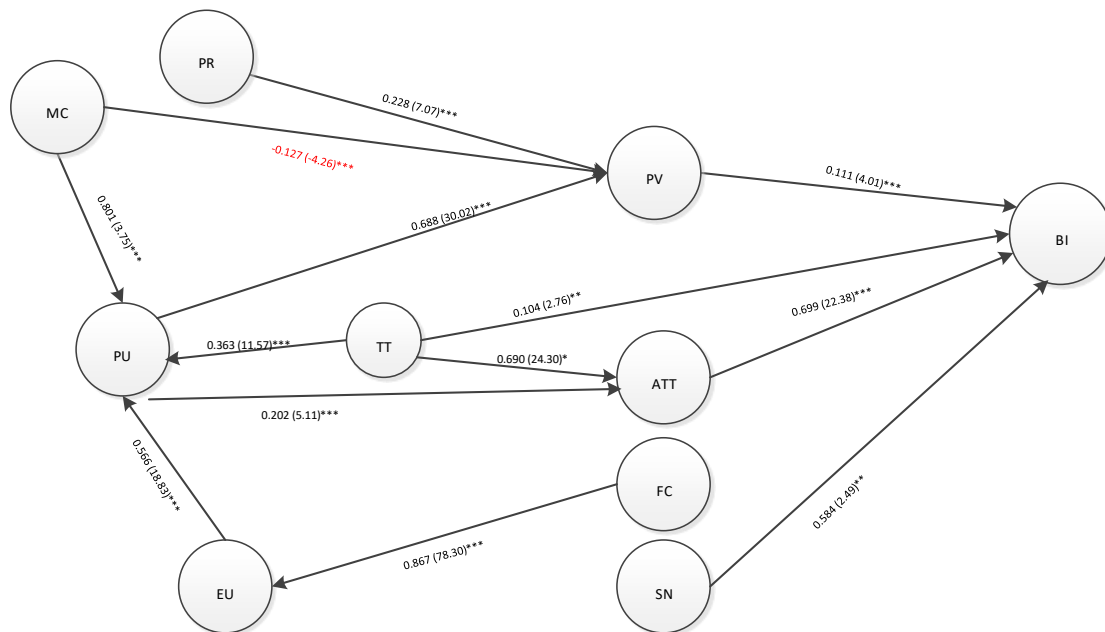 PR
MC
0.228 (7.07)***
-0.127 (-4.26)***
PV
0.111 (4.01)***
0.801 (3.75)***
0.688 (30.02)***
BI
0.104 (2.76)**
0.699 (22.38)***
PU
0.363 (11.57)***
TT
0.690 (24.30)*
ATT
0.202 (5.11)***
0.566 (18.83)***
FC
0.584 (2.49)**
0.867 (78.30)***
EU
SN